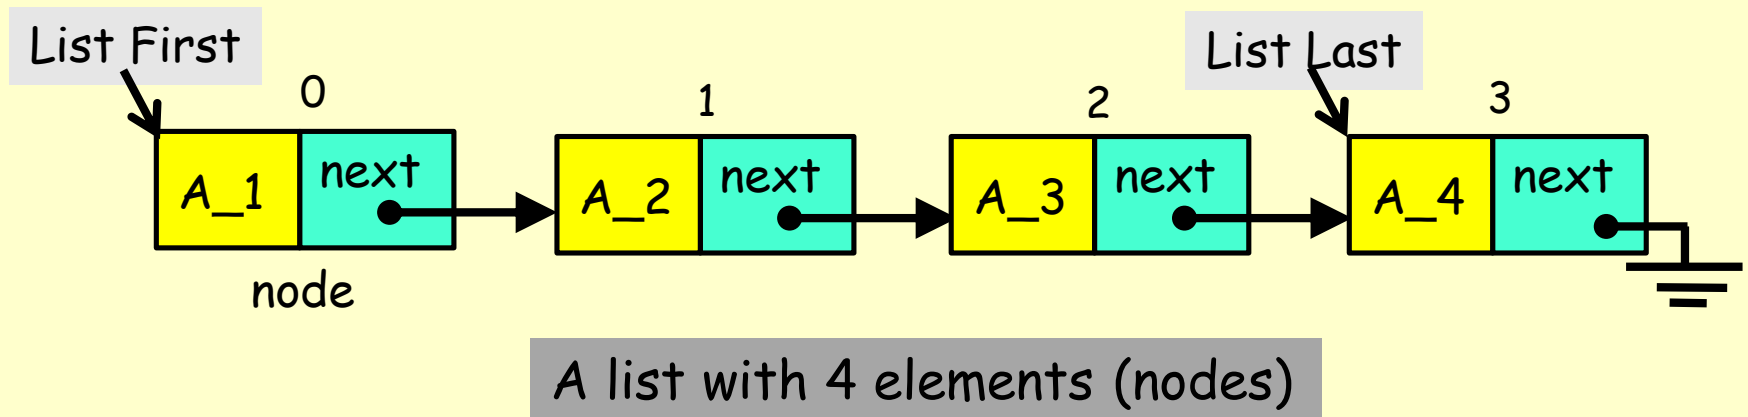 List First
List Last
0
1
2
3
A_1
next
A_2
next
A_3
next
A_4
next
node
A list with 4 elements (nodes)